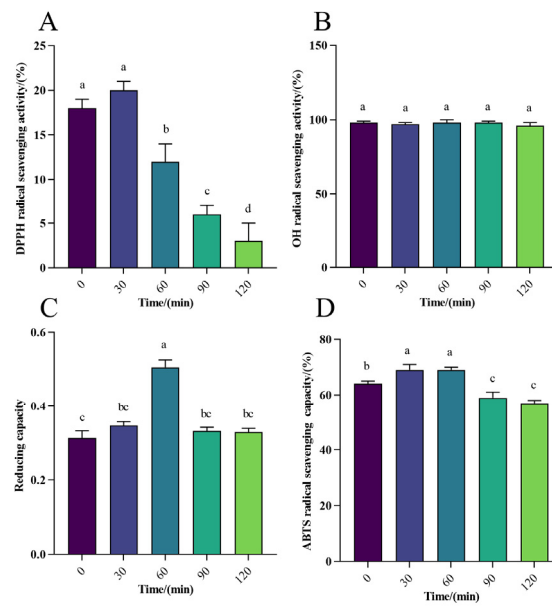 A
DPPH radical scavenging activity/(%)
25
20
15
10
5
0
a
a
b
c
d
0
30
60
90
120
Time/(min)
B
OH radical scavenging activity/(%)
150
100
50
0
a
a
a
a
a
0
30
60
90
120
Time/(min)
C
Reducing capacity
0.6
0.4
0.2
0.0
c
bc
a
bc
bc
0
30
60
90
120
Time/(min)
D
ABTS radical scavenging capacity/(%)
80
60
40
20
0
b
a
a
c
c
0
30
60
90
120
Time/(min)